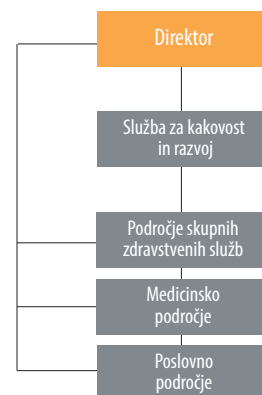 Direktor
Služba za kakovost
in razvoj
Področje skupnih
zdravstvenih služb
Medicinsko
področje
Poslovno
področje